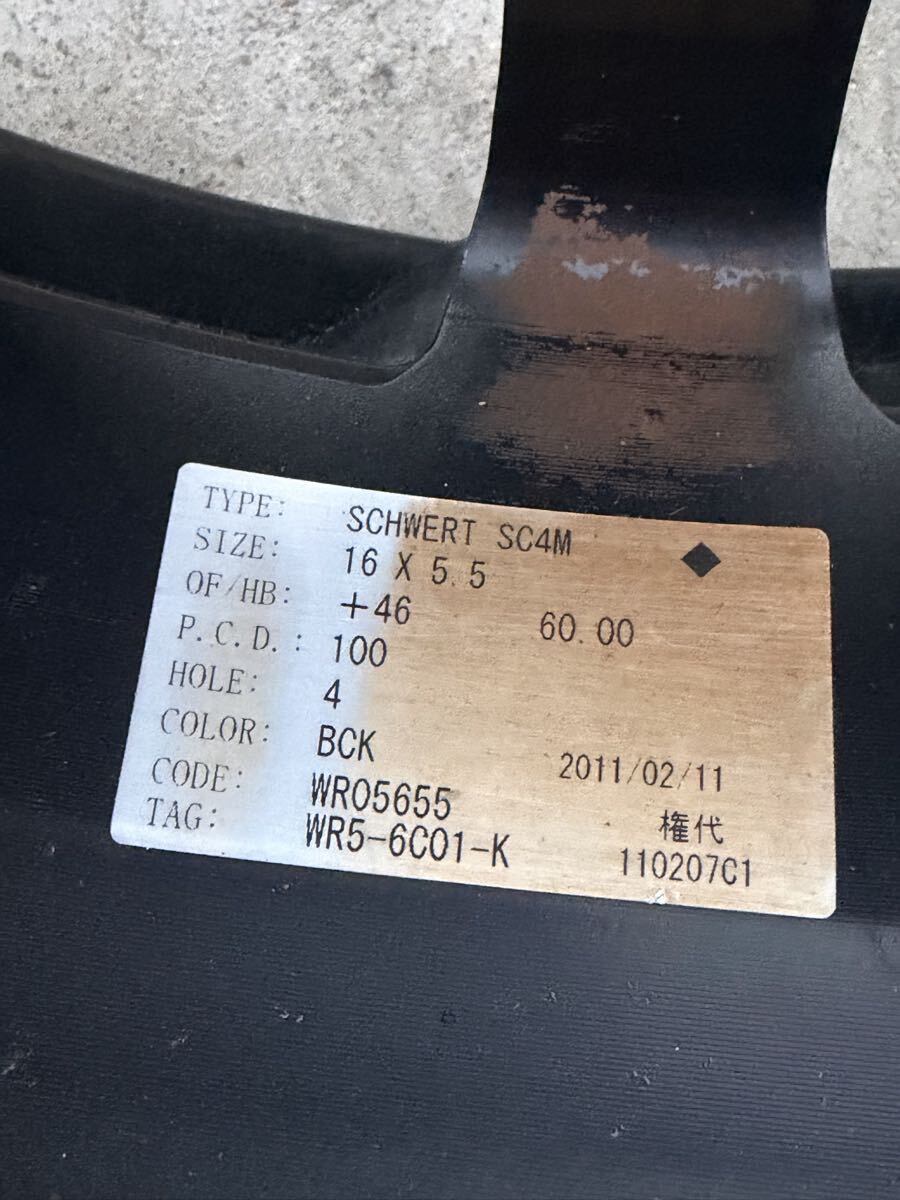 TYPE: SCHWERT SC4M ◆
SIZE: 16 X 5.5
OF/HB: +46 60.00
P.C.D.: 100
HOLE: 4
COLOR: BCK 2011/02/11
CODE: WR05655 権代
TAG: WR5-6C01-K 110207C1